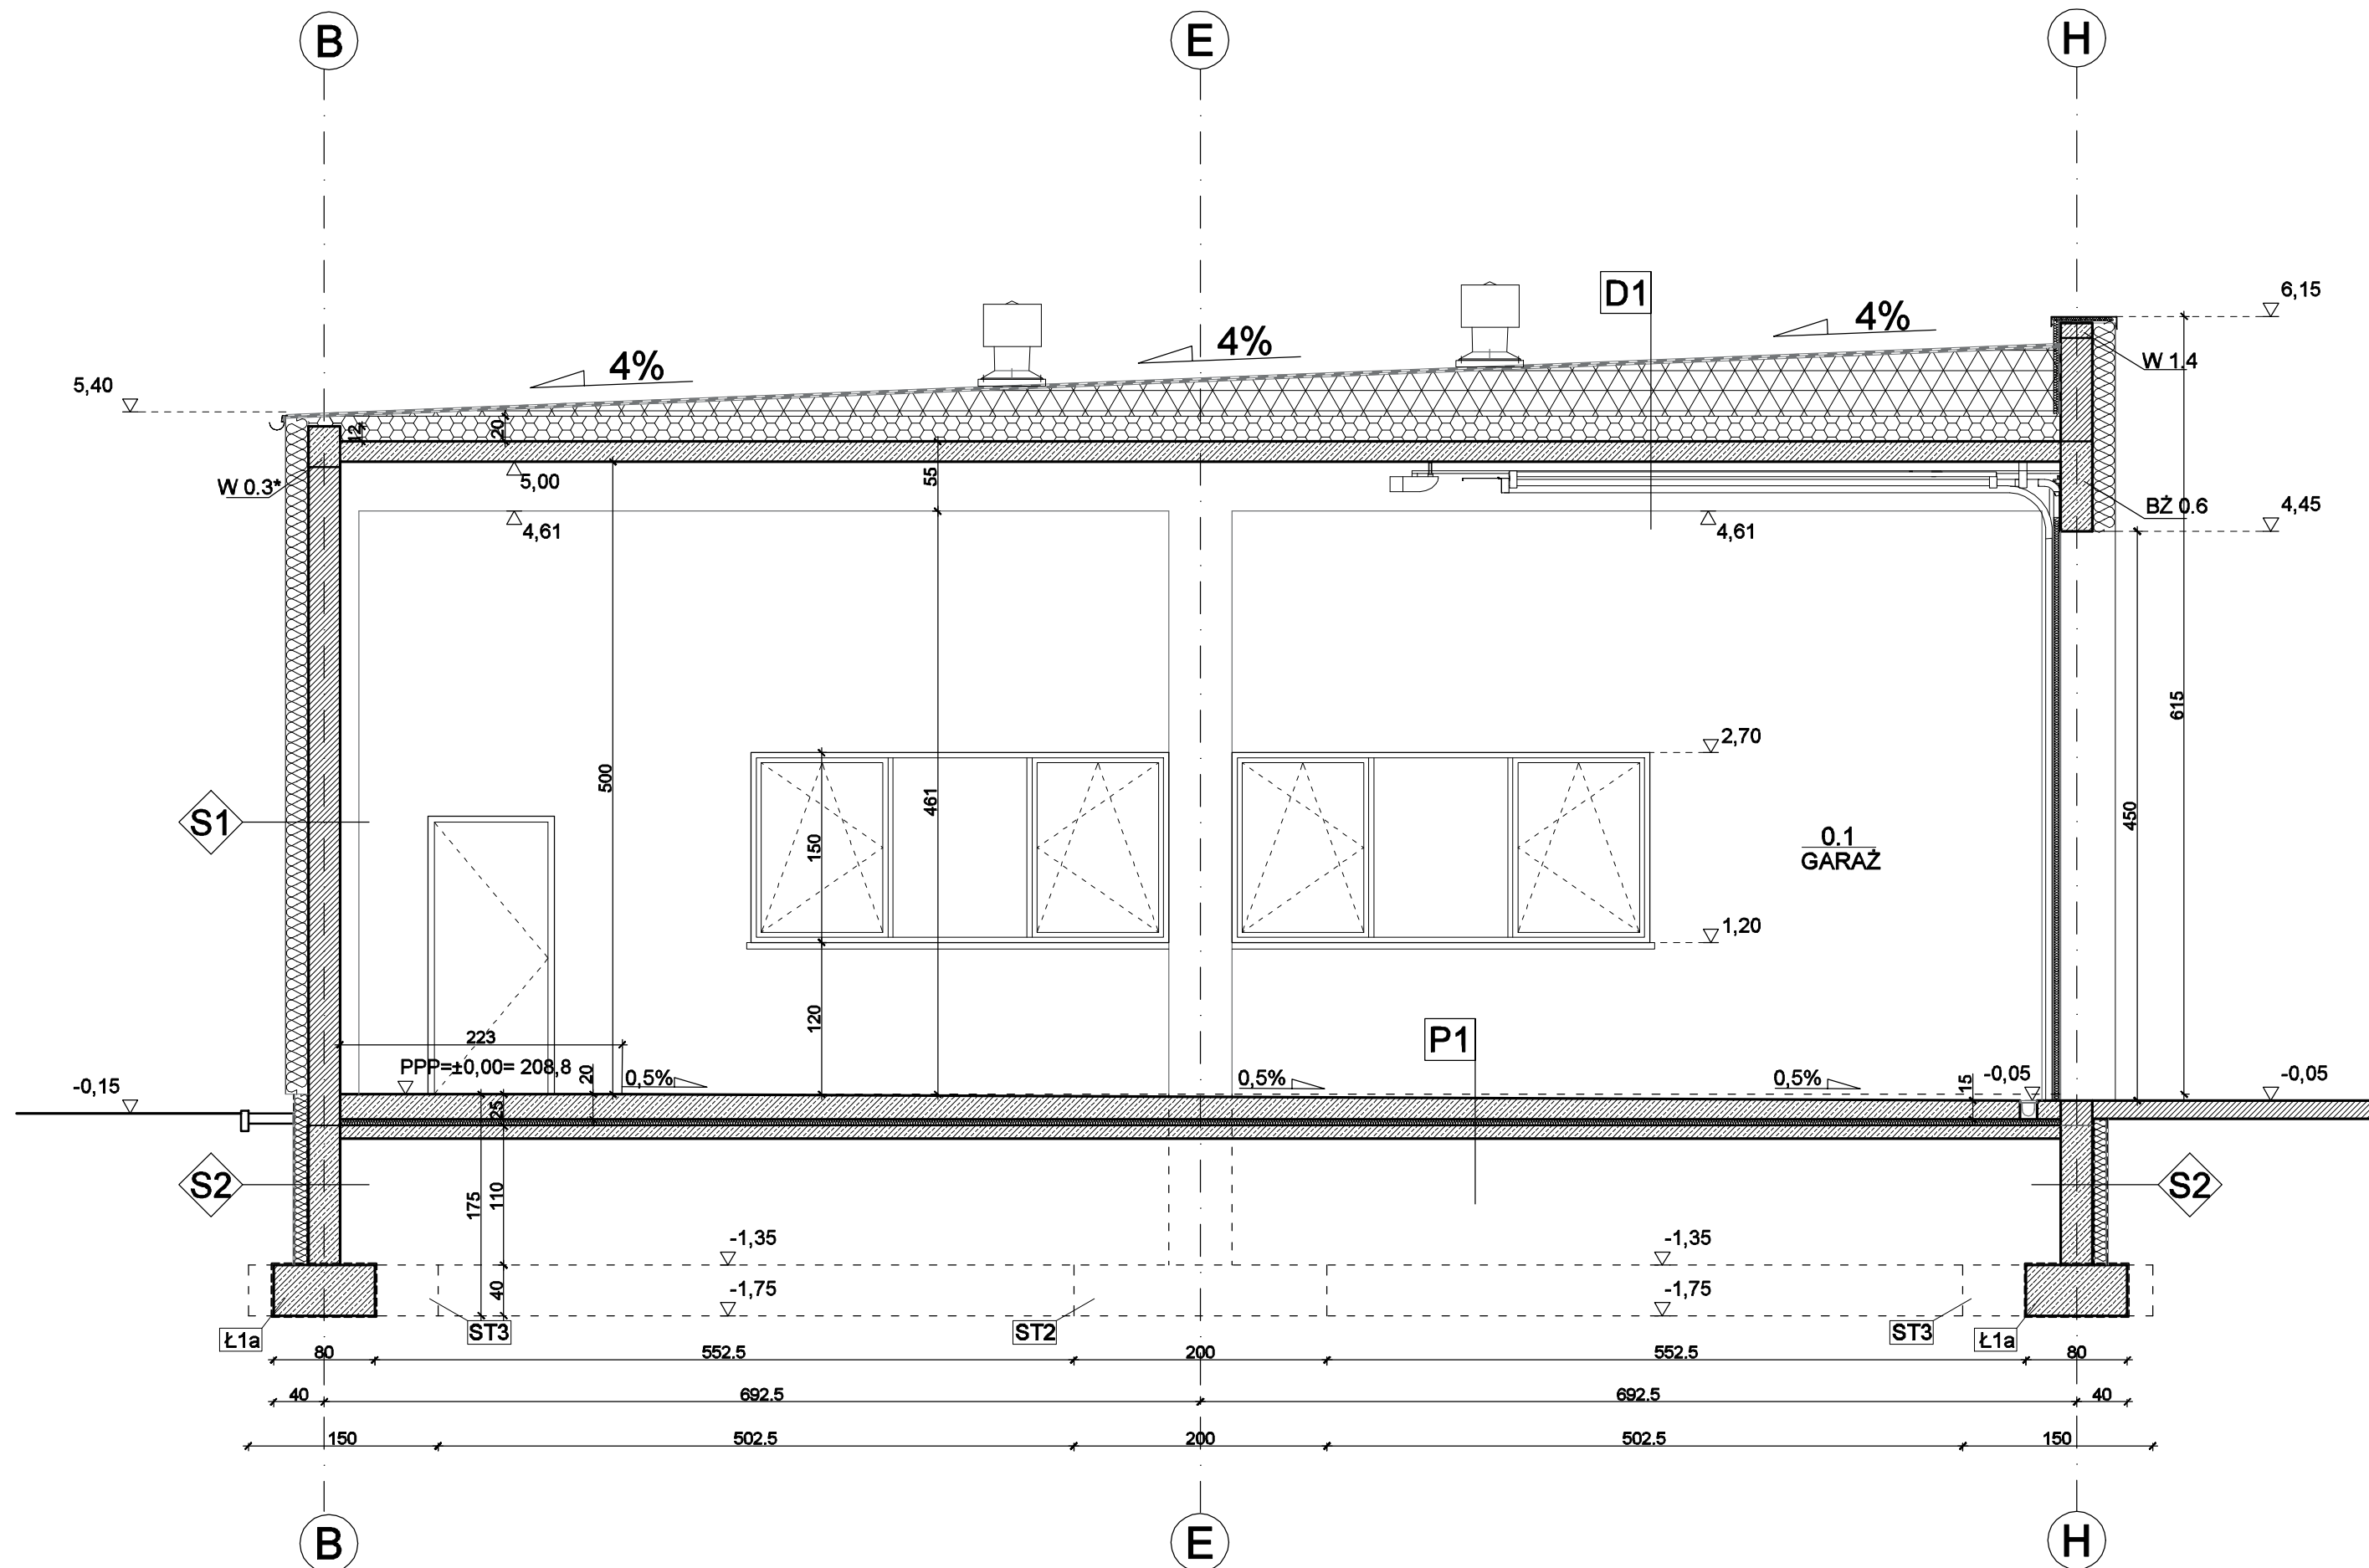 B
E
H
D1
6,15
4%
4%
4%
W 1.4
5,40
12
20
W 0.3*
5,00
55
BŻ 0.6
4,45
4,61
4,61
615
2,70
500
461
450
S1
150
0.1
GARAŻ
1,20
120
223
P1
PPP=±0,00= 208,8
20
0,5%
0,5%
0,5%
-0,05
-0,05
-0,15
25
15
S2
175
110
S2
-1,35
-1,35
40
-1,75
-1,75
Ł1a
ST3
ST2
ST3
Ł1a
80
552.5
200
552.5
80
40
692.5
692.5
40
150
502.5
200
502.5
150
B
E
H